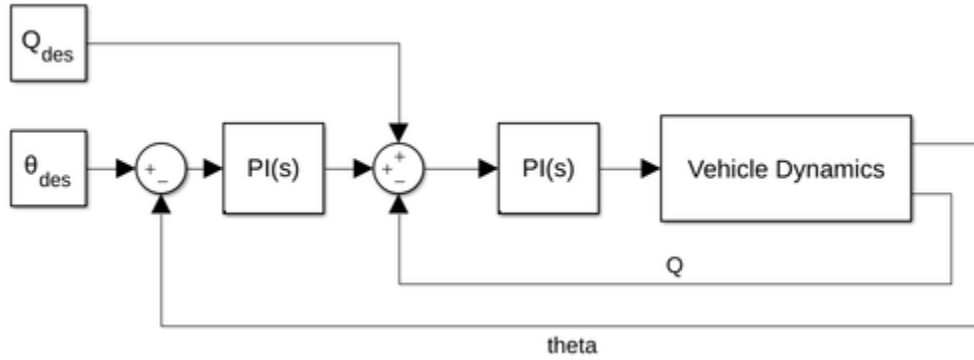 Q_des
θ_des
+
−
PI(s)
+
+
−
PI(s)
Vehicle Dynamics
Q
theta